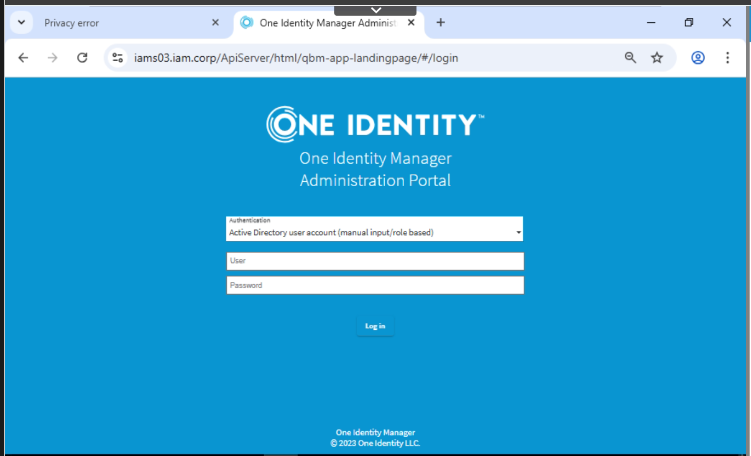 Privacy error
One Identity Manager Administ
iams03.iam.corp/ApiServer/html/qbm-app-landingpage/#/login
ONE IDENTITY™
One Identity Manager
Administration Portal
Authentication
Active Directory user account (manual input/role based)
User
Password
Log in
One Identity Manager
© 2023 One Identity LLC.